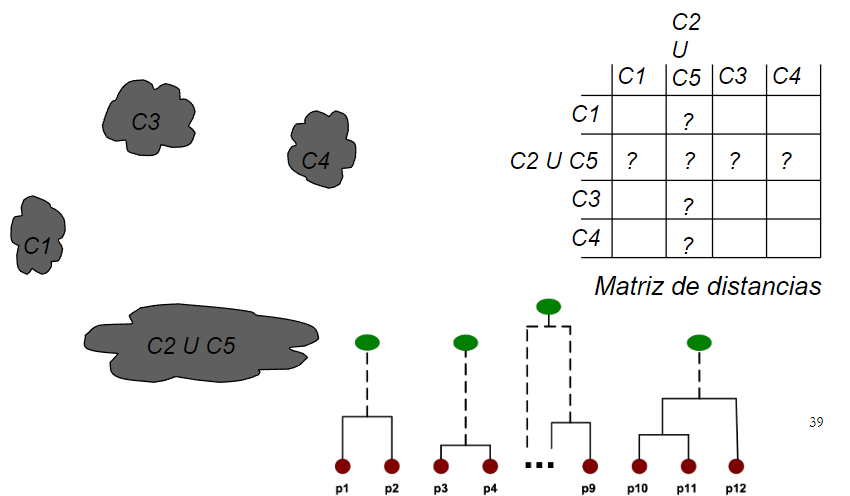 C2
U
C1 C5 C3 C4
C1 ?
C2 U C5 ? ? ? ?
C3 ?
C4 ?
Matriz de distancias
C3
C4
C1
C2 U C5
39
p1 p2 p3 p4 ... p9 p10 p11 p12